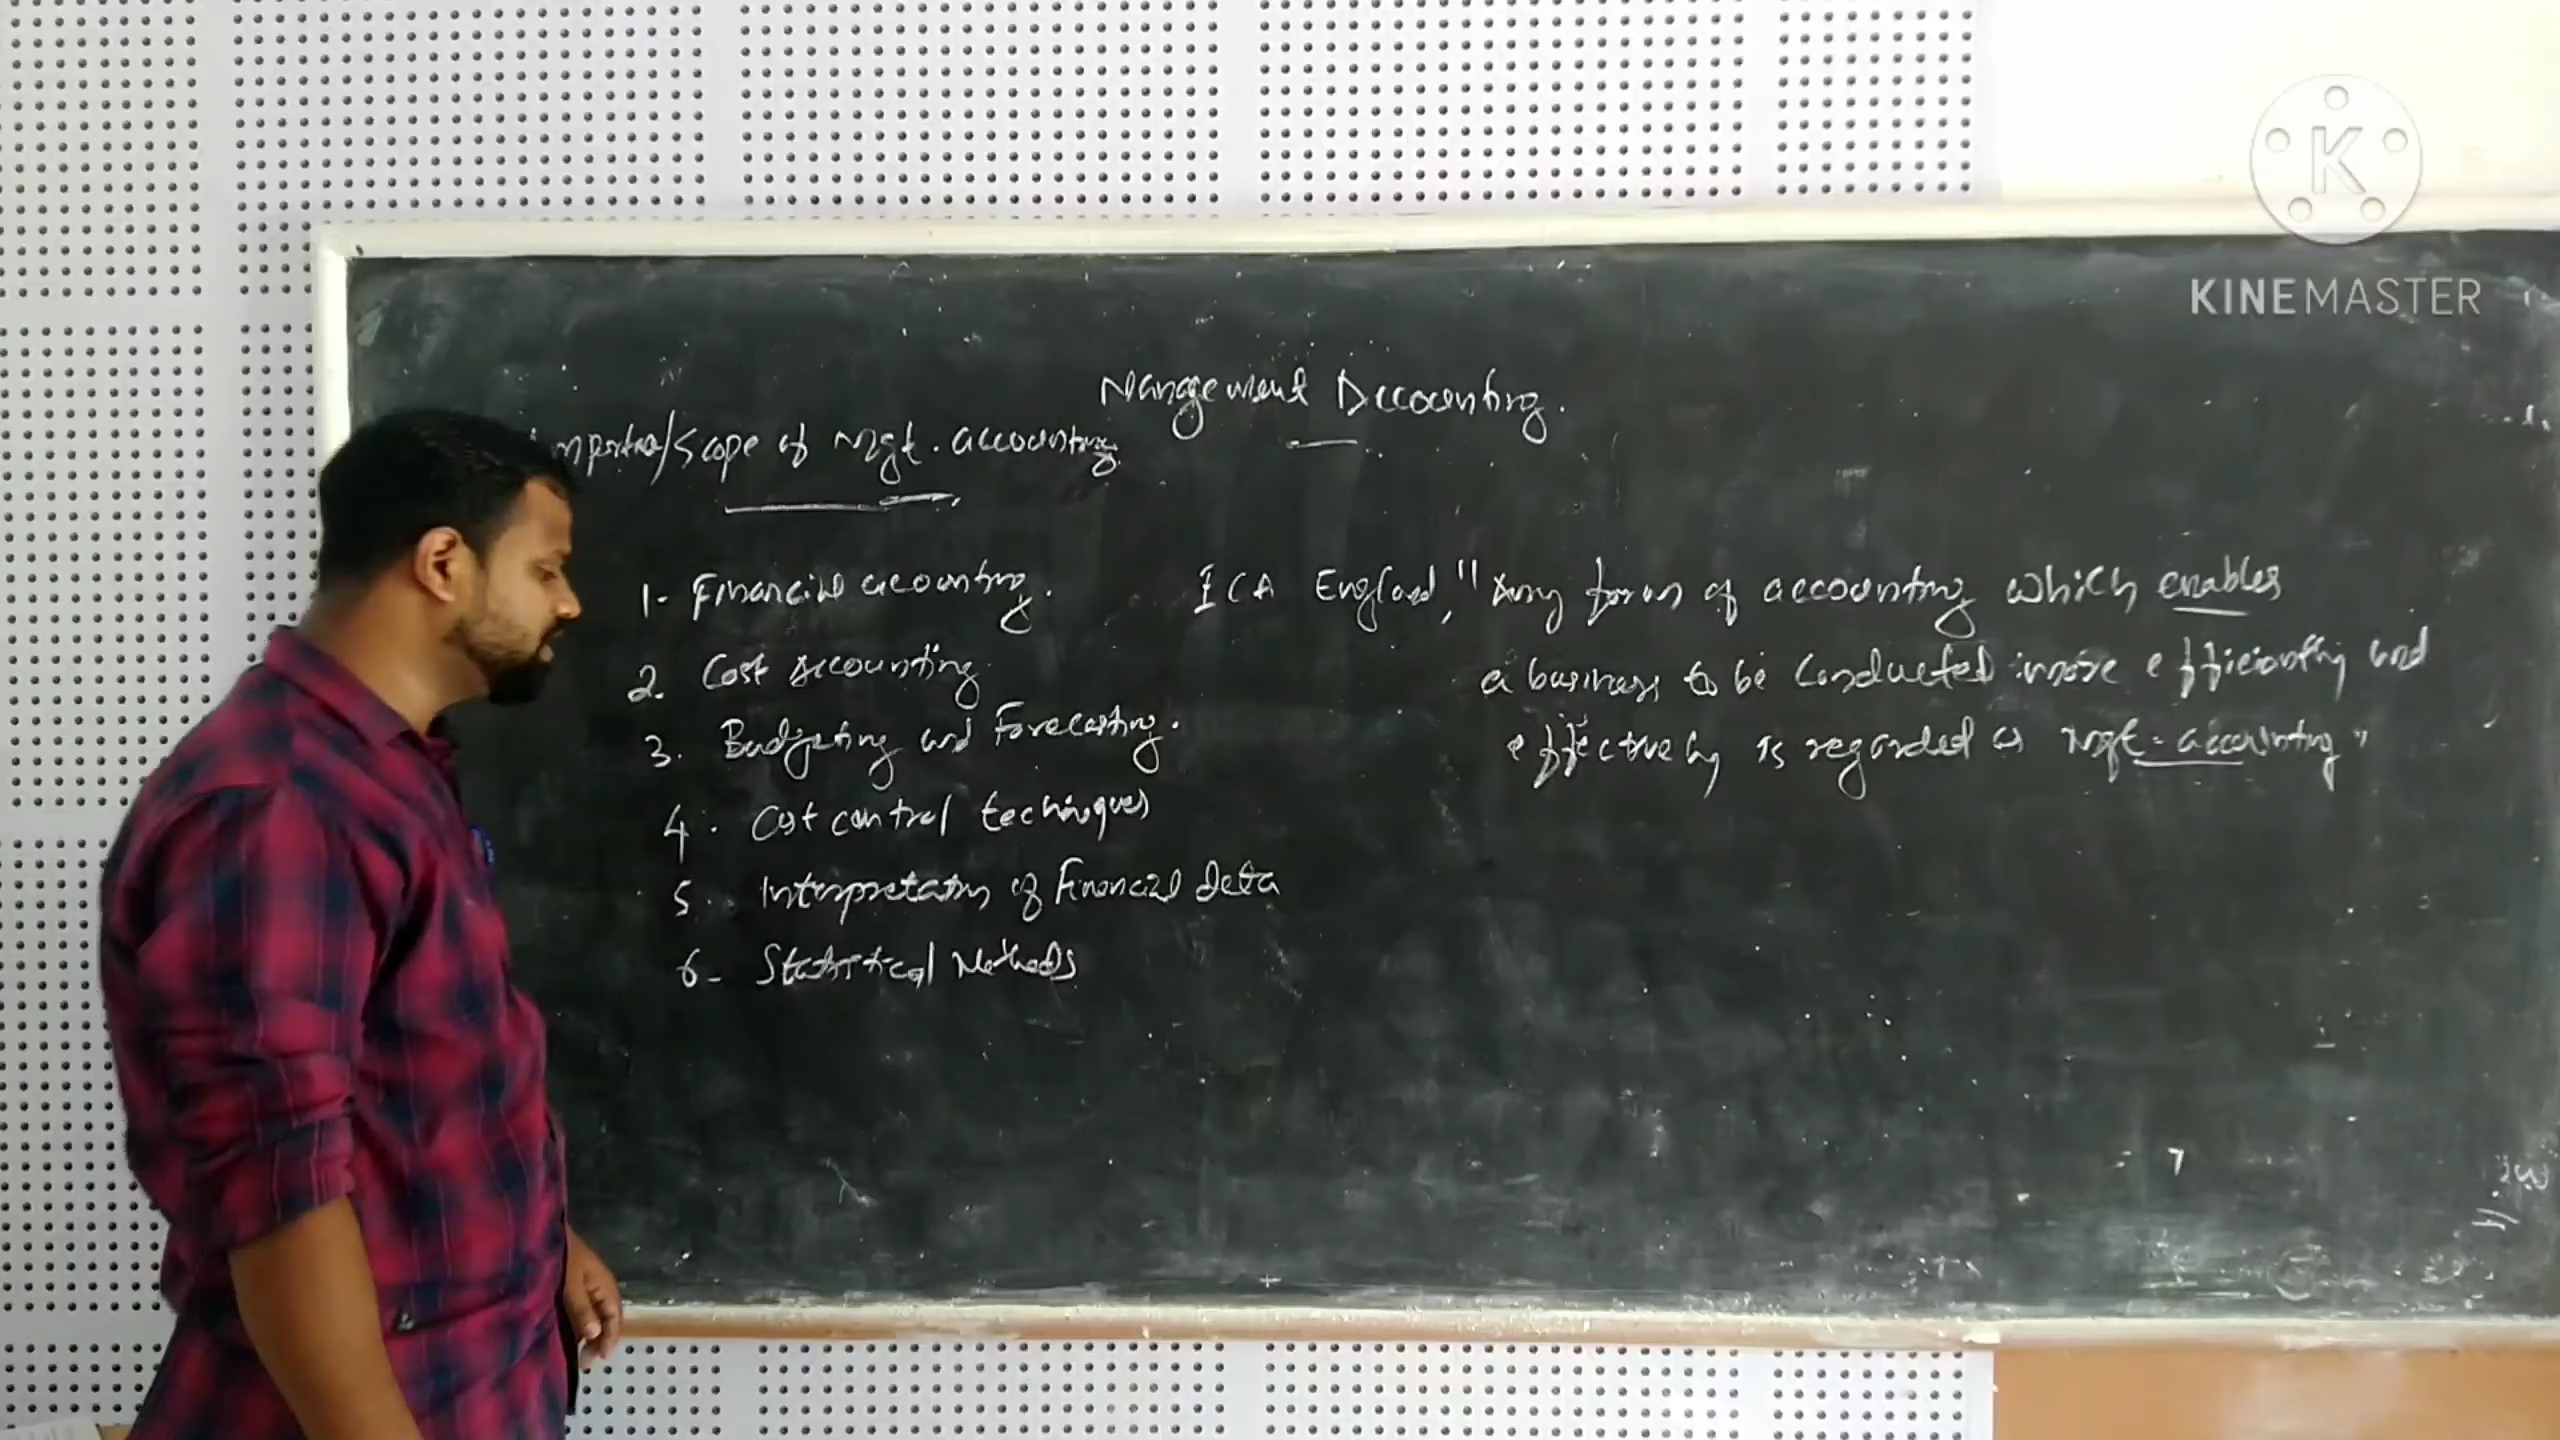 K
KINEMASTER
Management Accounting.
/Scope of Mgt. accounting
1- Financial accounting.
2. Cost accounting
3. Budgeting and Forecasting.
4. Cost control techniques
5. Interpretation of Financial data
6- Statistical Methods
ICA England, "Any form of accounting which enables
a business to be conducted more efficiently and
effectively is regarded as Mgt-accounting"